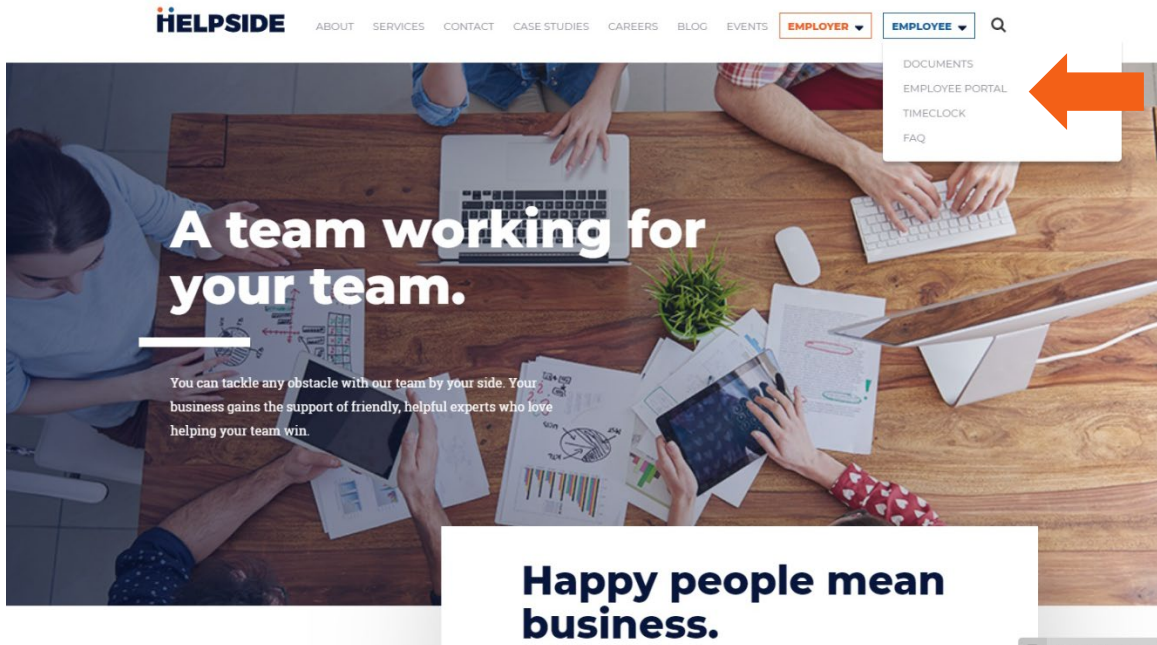 HELPSIDE
ABOUT SERVICES CONTACT CASE STUDIES CAREERS BLOG EVENTS EMPLOYER EMPLOYEE
DOCUMENTS
EMPLOYEE PORTAL
TIMECLOCK
FAQ
A team working for
your team.
You can tackle any obstacle with our team by your side. Your
business gains the support of friendly, helpful experts who love
helping your team win.
Happy people mean
business.